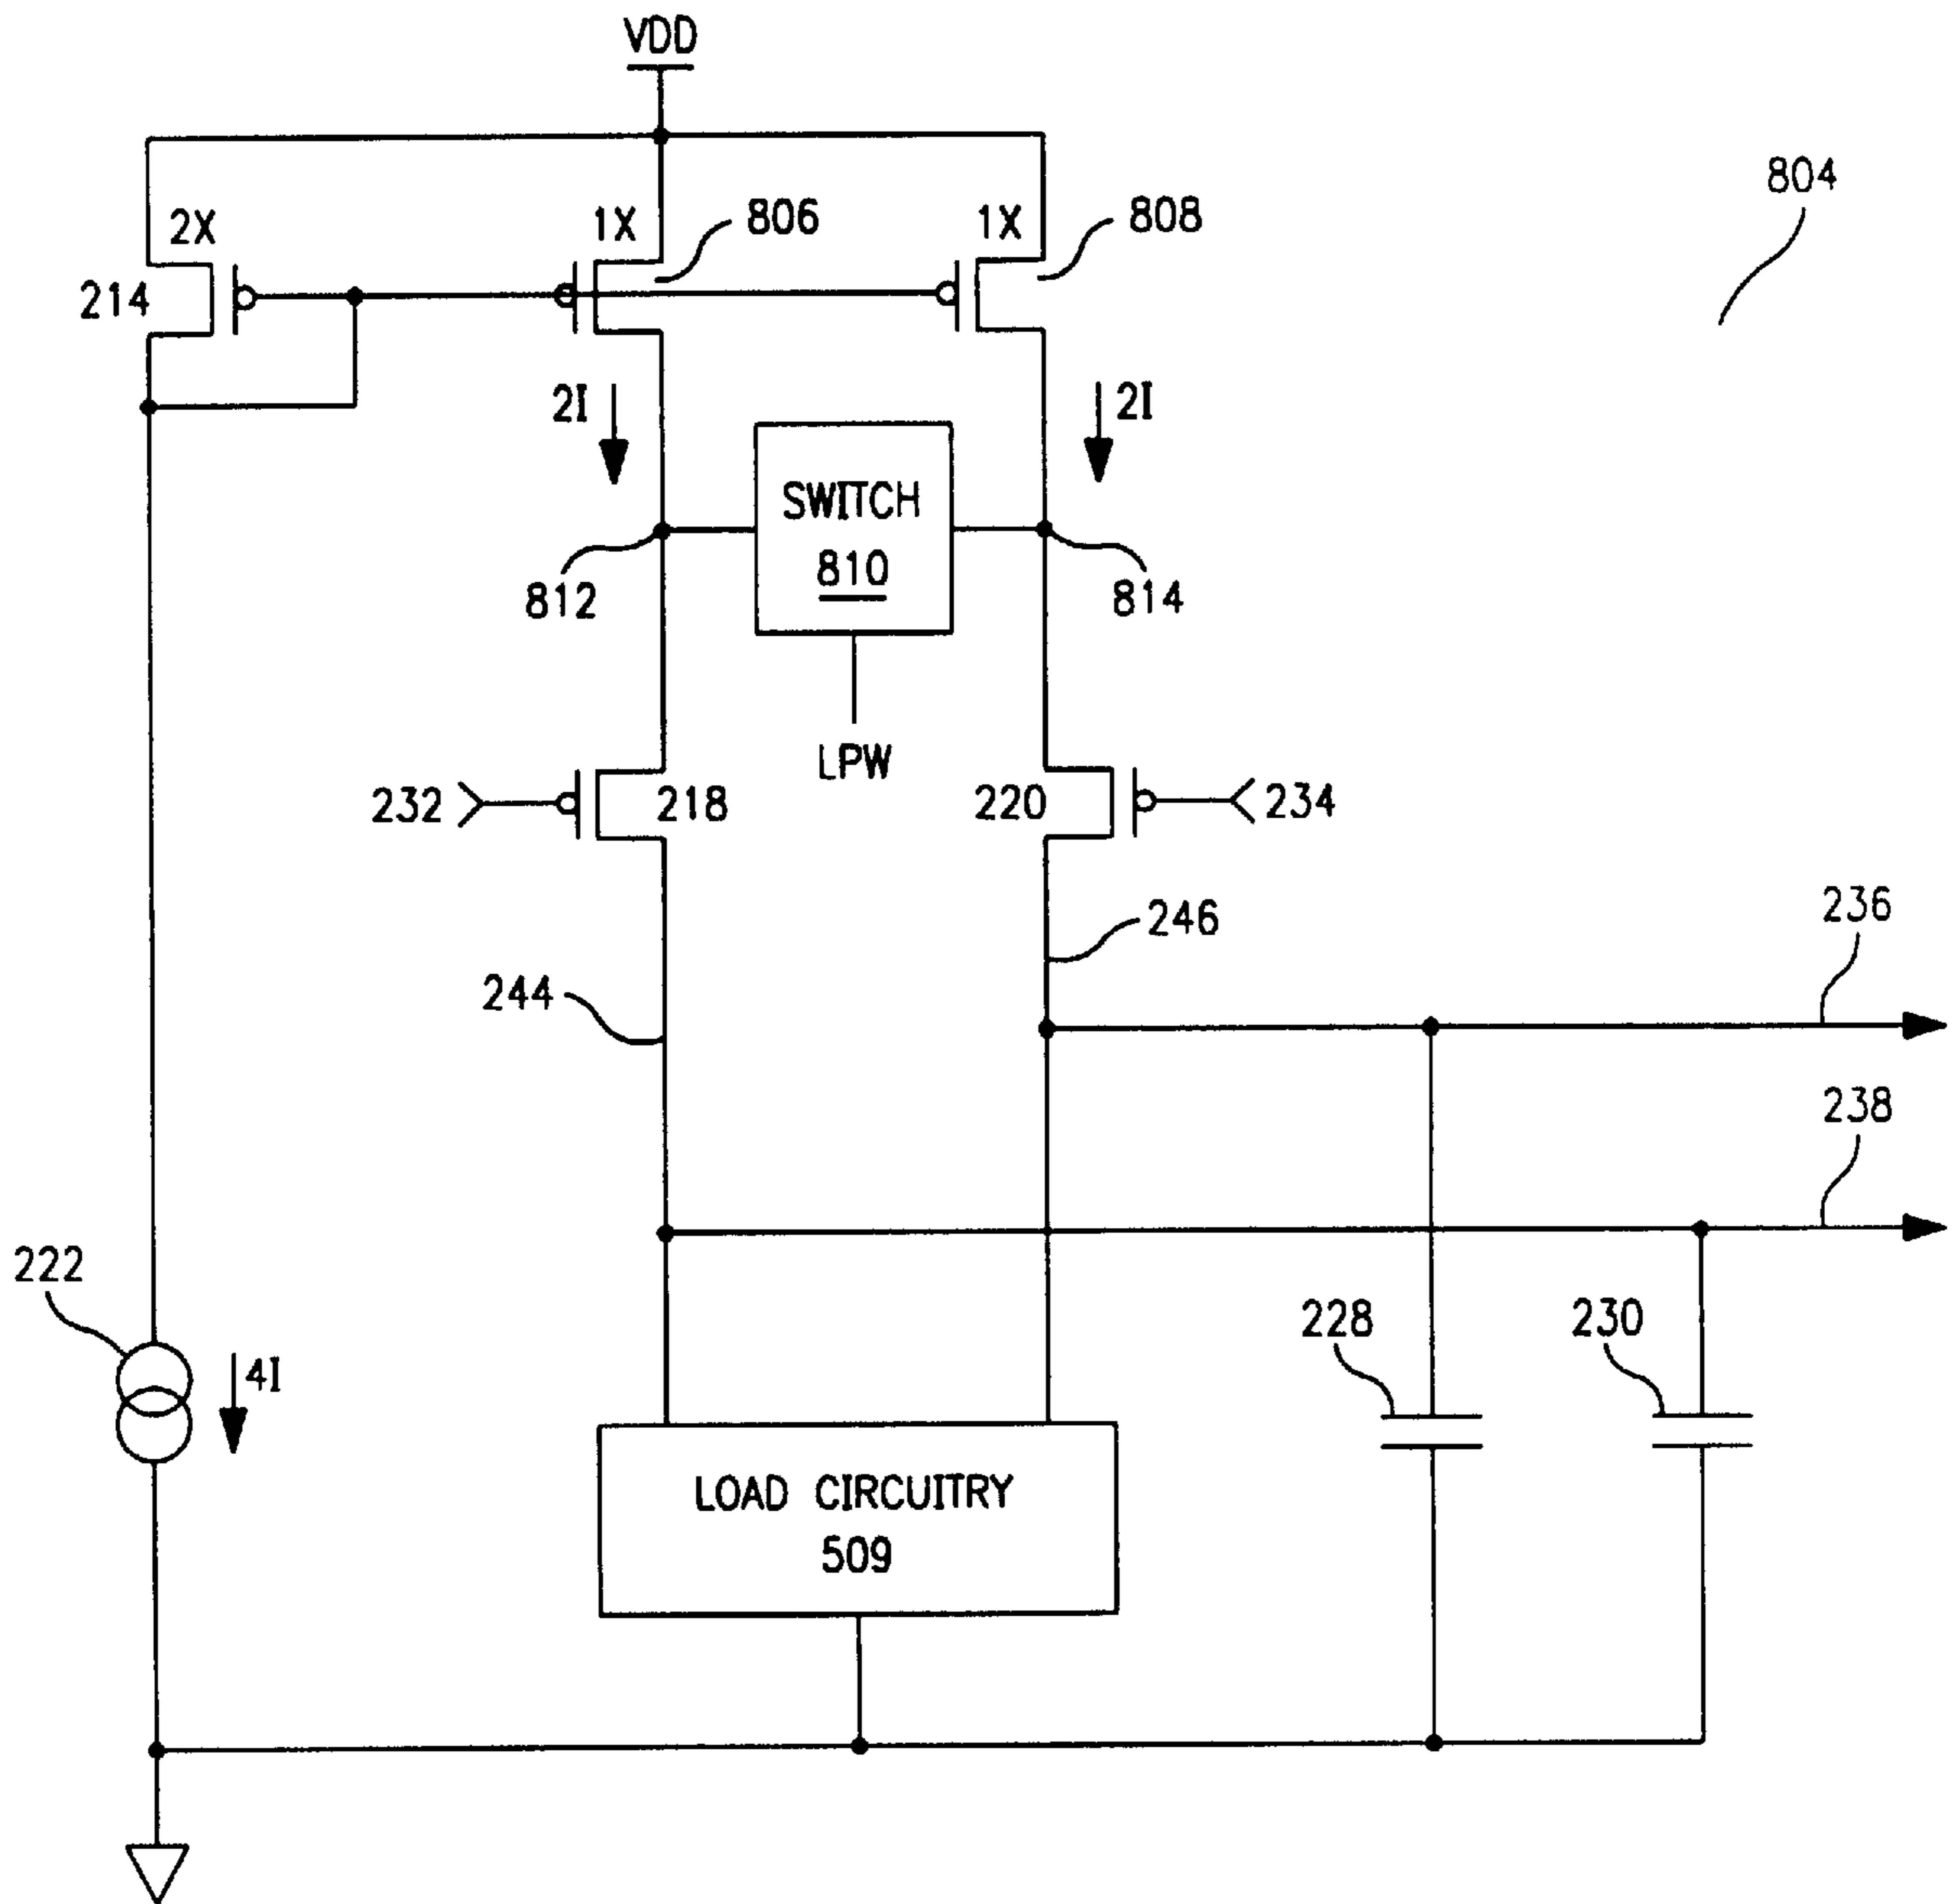 VDD
804
2X
1X
806
1X
808
214
2I
2I
SWITCH
810
812
814
LPW
232
218
220
234
236
246
244
238
222
4I
228
230
LOAD CIRCUITRY
509